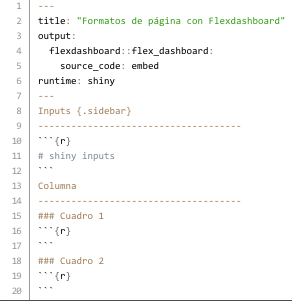 1 ---
2 title: "Formatos de página con Flexdashboard"
3 output:
4   flexdashboard::flex_dashboard:
5     source_code: embed
6 runtime: shiny
7 ---
8 Inputs {.sidebar}
9 -------------------------------------
10 ```{r}
11 # shiny inputs
12 ```
13 Columna
14 -------------------------------------
15 ### Cuadro 1
16 ```{r}
17 ```
18 ### Cuadro 2
19 ```{r}
20 ```